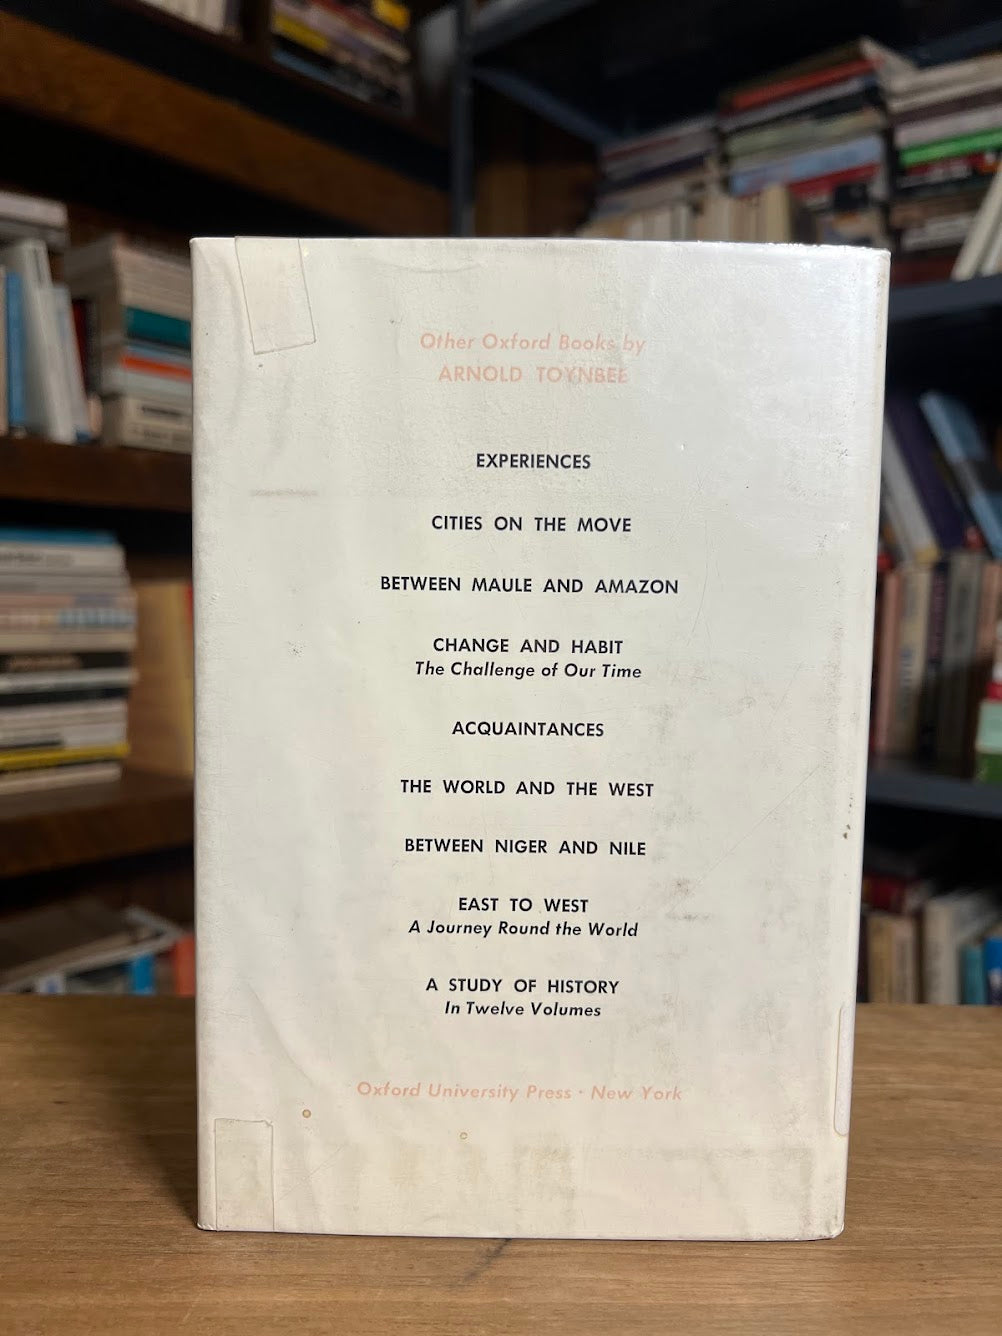 Other Oxford Books by
ARNOLD TOYNBEE
EXPERIENCES
CITIES ON THE MOVE
BETWEEN MAULE AND AMAZON
CHANGE AND HABIT
The Challenge of Our Time
ACQUAINTANCES
THE WORLD AND THE WEST
BETWEEN NIGER AND NILE
EAST TO WEST
A Journey Round the World
A STUDY OF HISTORY
In Twelve Volumes
Oxford University Press · New York